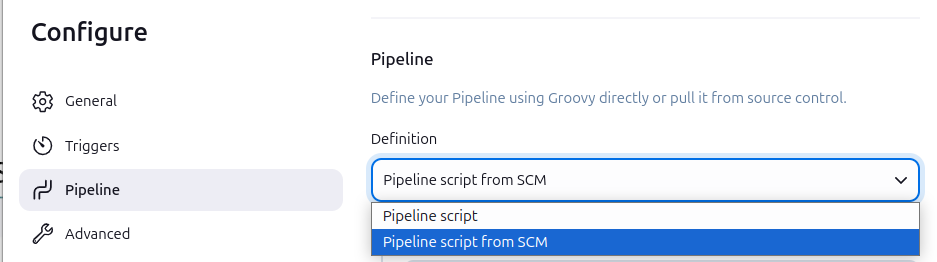 Configure
General
Triggers
Pipeline
Advanced
Pipeline
Define your Pipeline using Groovy directly or pull it from source control.
Definition
Pipeline script from SCM
Pipeline script
Pipeline script from SCM